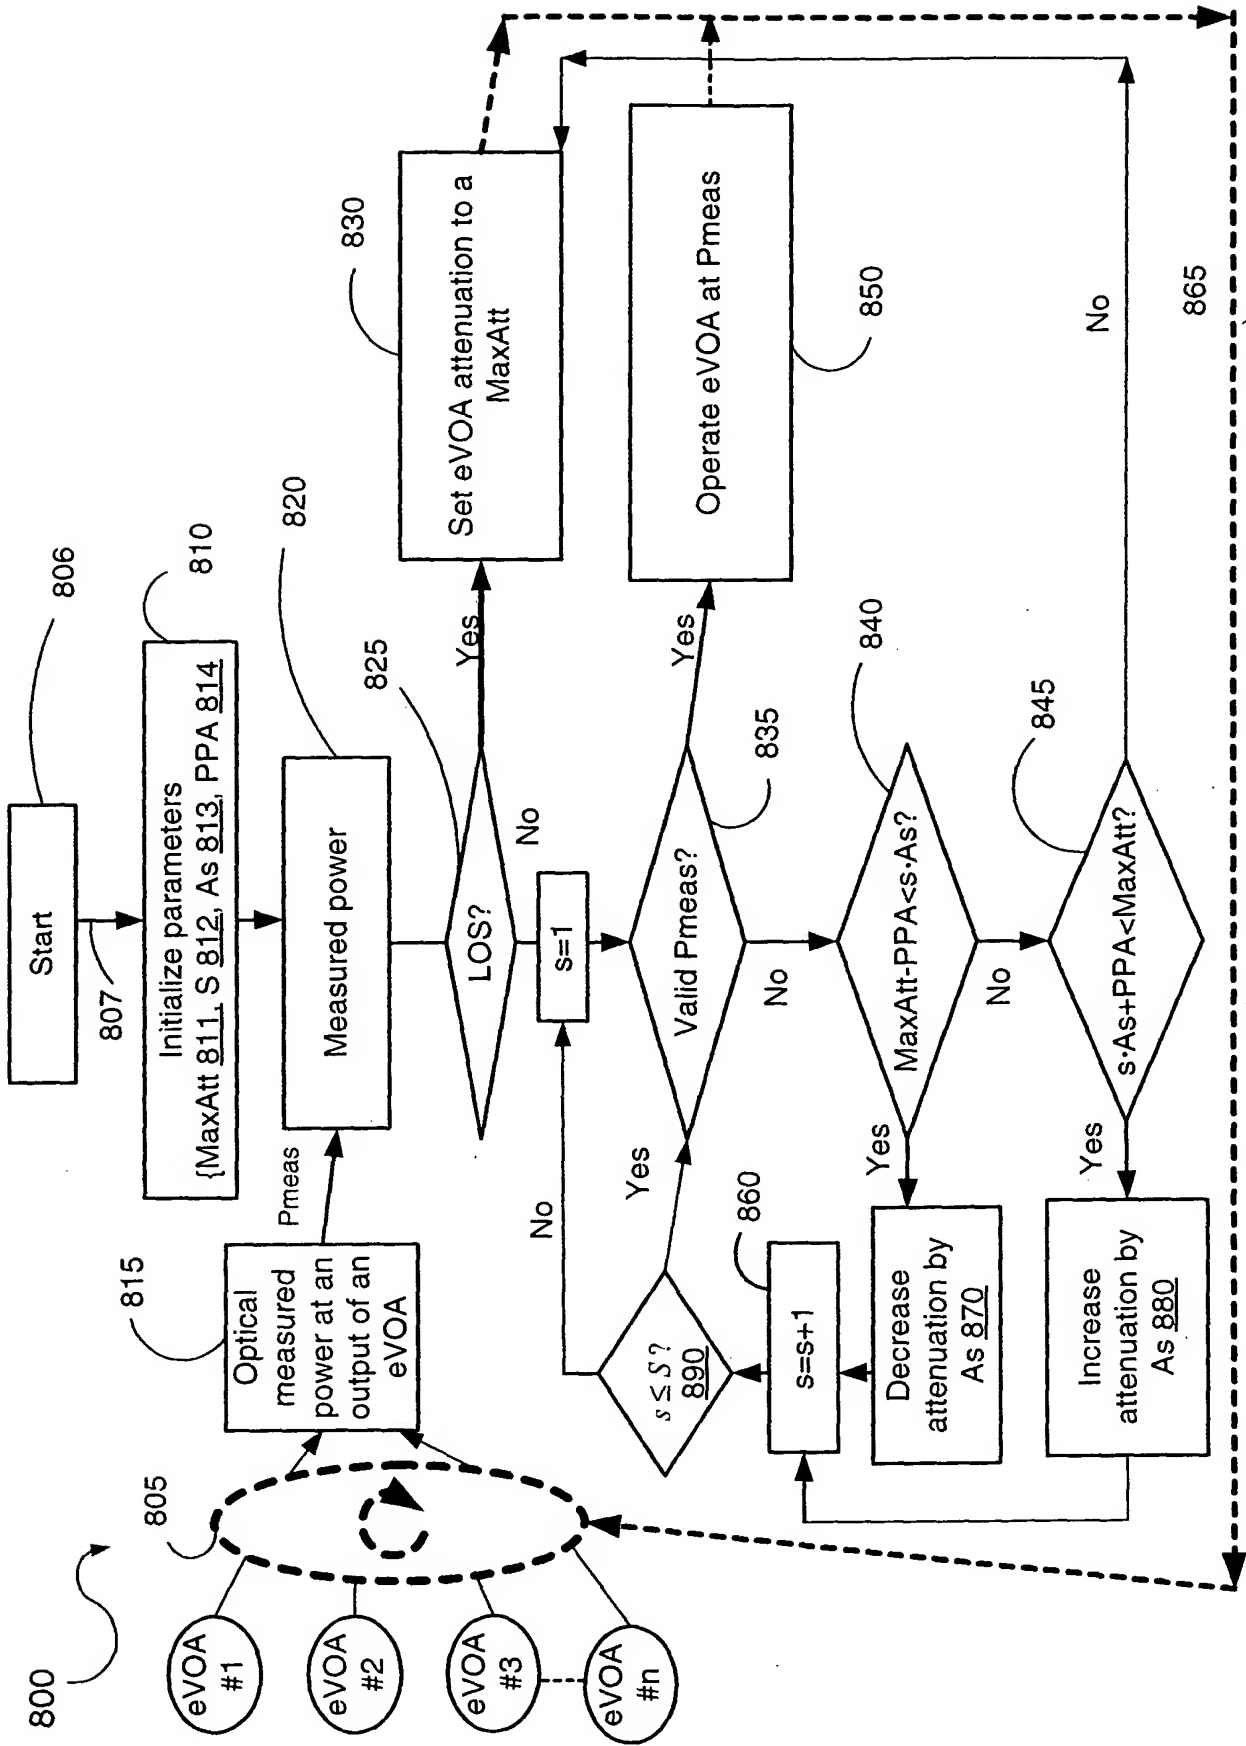 800
805
eVOA
#1
eVOA
#2
eVOA
#3
eVOA
#n
Start
806
807
Initialize parameters
{MaxAtt 811, S 812, As 813, PPA 814
810
815
Optical
measured
power at an
output of an
eVOA
Pmeas
Measured power
820
LOS?
825
Yes
No
Set eVOA attenuation to a
MaxAtt
830
s=1
No
Yes
Valid Pmeas?
835
Yes
Operate eVOA at Pmeas
850
No
s ≤ S ?
890
860
s=s+1
MaxAtt-PPA<s·As?
840
Yes
No
Decrease
attenuation by
As 870
s·As+PPA<MaxAtt?
845
Yes
No
Increase
attenuation by
As 880
865